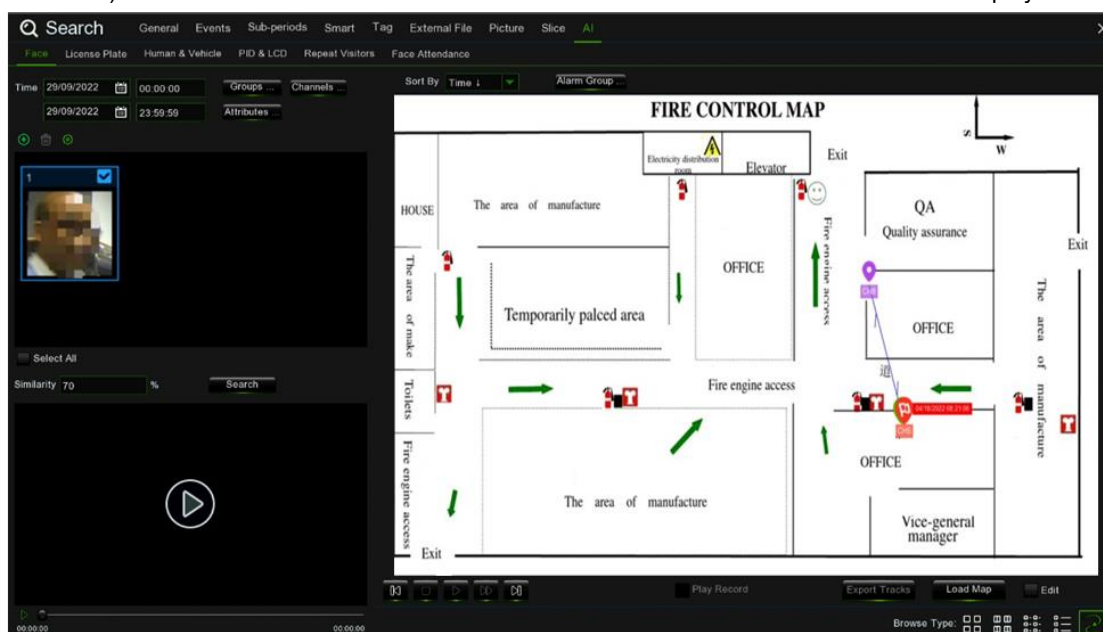 Search General Events Sub-periods Smart Tag External File Picture Slice AI
Face License Plate Human & Vehicle PID & LCD Repeat Visitors Face Attendance
Time 29/09/2022 00:00:00 Groups ... Channels ...
29/09/2022 23:59:59 Attributes ...
1
Select All
Similarity 70 % Search
00:00:00 00:00:00
Sort By Time ↓ Alarm Group ...
FIRE CONTROL MAP
S
W
Electricity distribution
room
Elevator
Exit
HOUSE
The area of manufacture
QA
Quality assurance
Exit
The area of make
Temporarily palced area
OFFICE
Fire engine access
OFFICE
The area of manufacture
道
Toilets
Fire engine access
CH5
OFFICE
Fire engine access
The area of manufacture
Vice-general
manager
Exit
Play Record Export Tracks Load Map Edit
Browse Type: